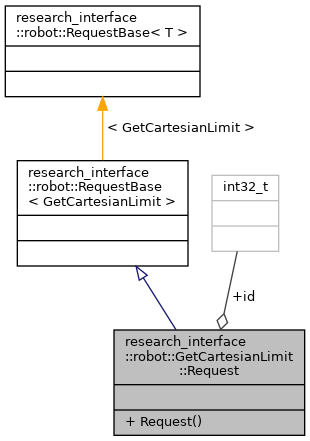 research_interface
::robot::RequestBase< T >
< GetCartesianLimit >
research_interface
::robot::RequestBase
< GetCartesianLimit >
int32_t
+id
research_interface
::robot::GetCartesianLimit
::Request
+ Request()